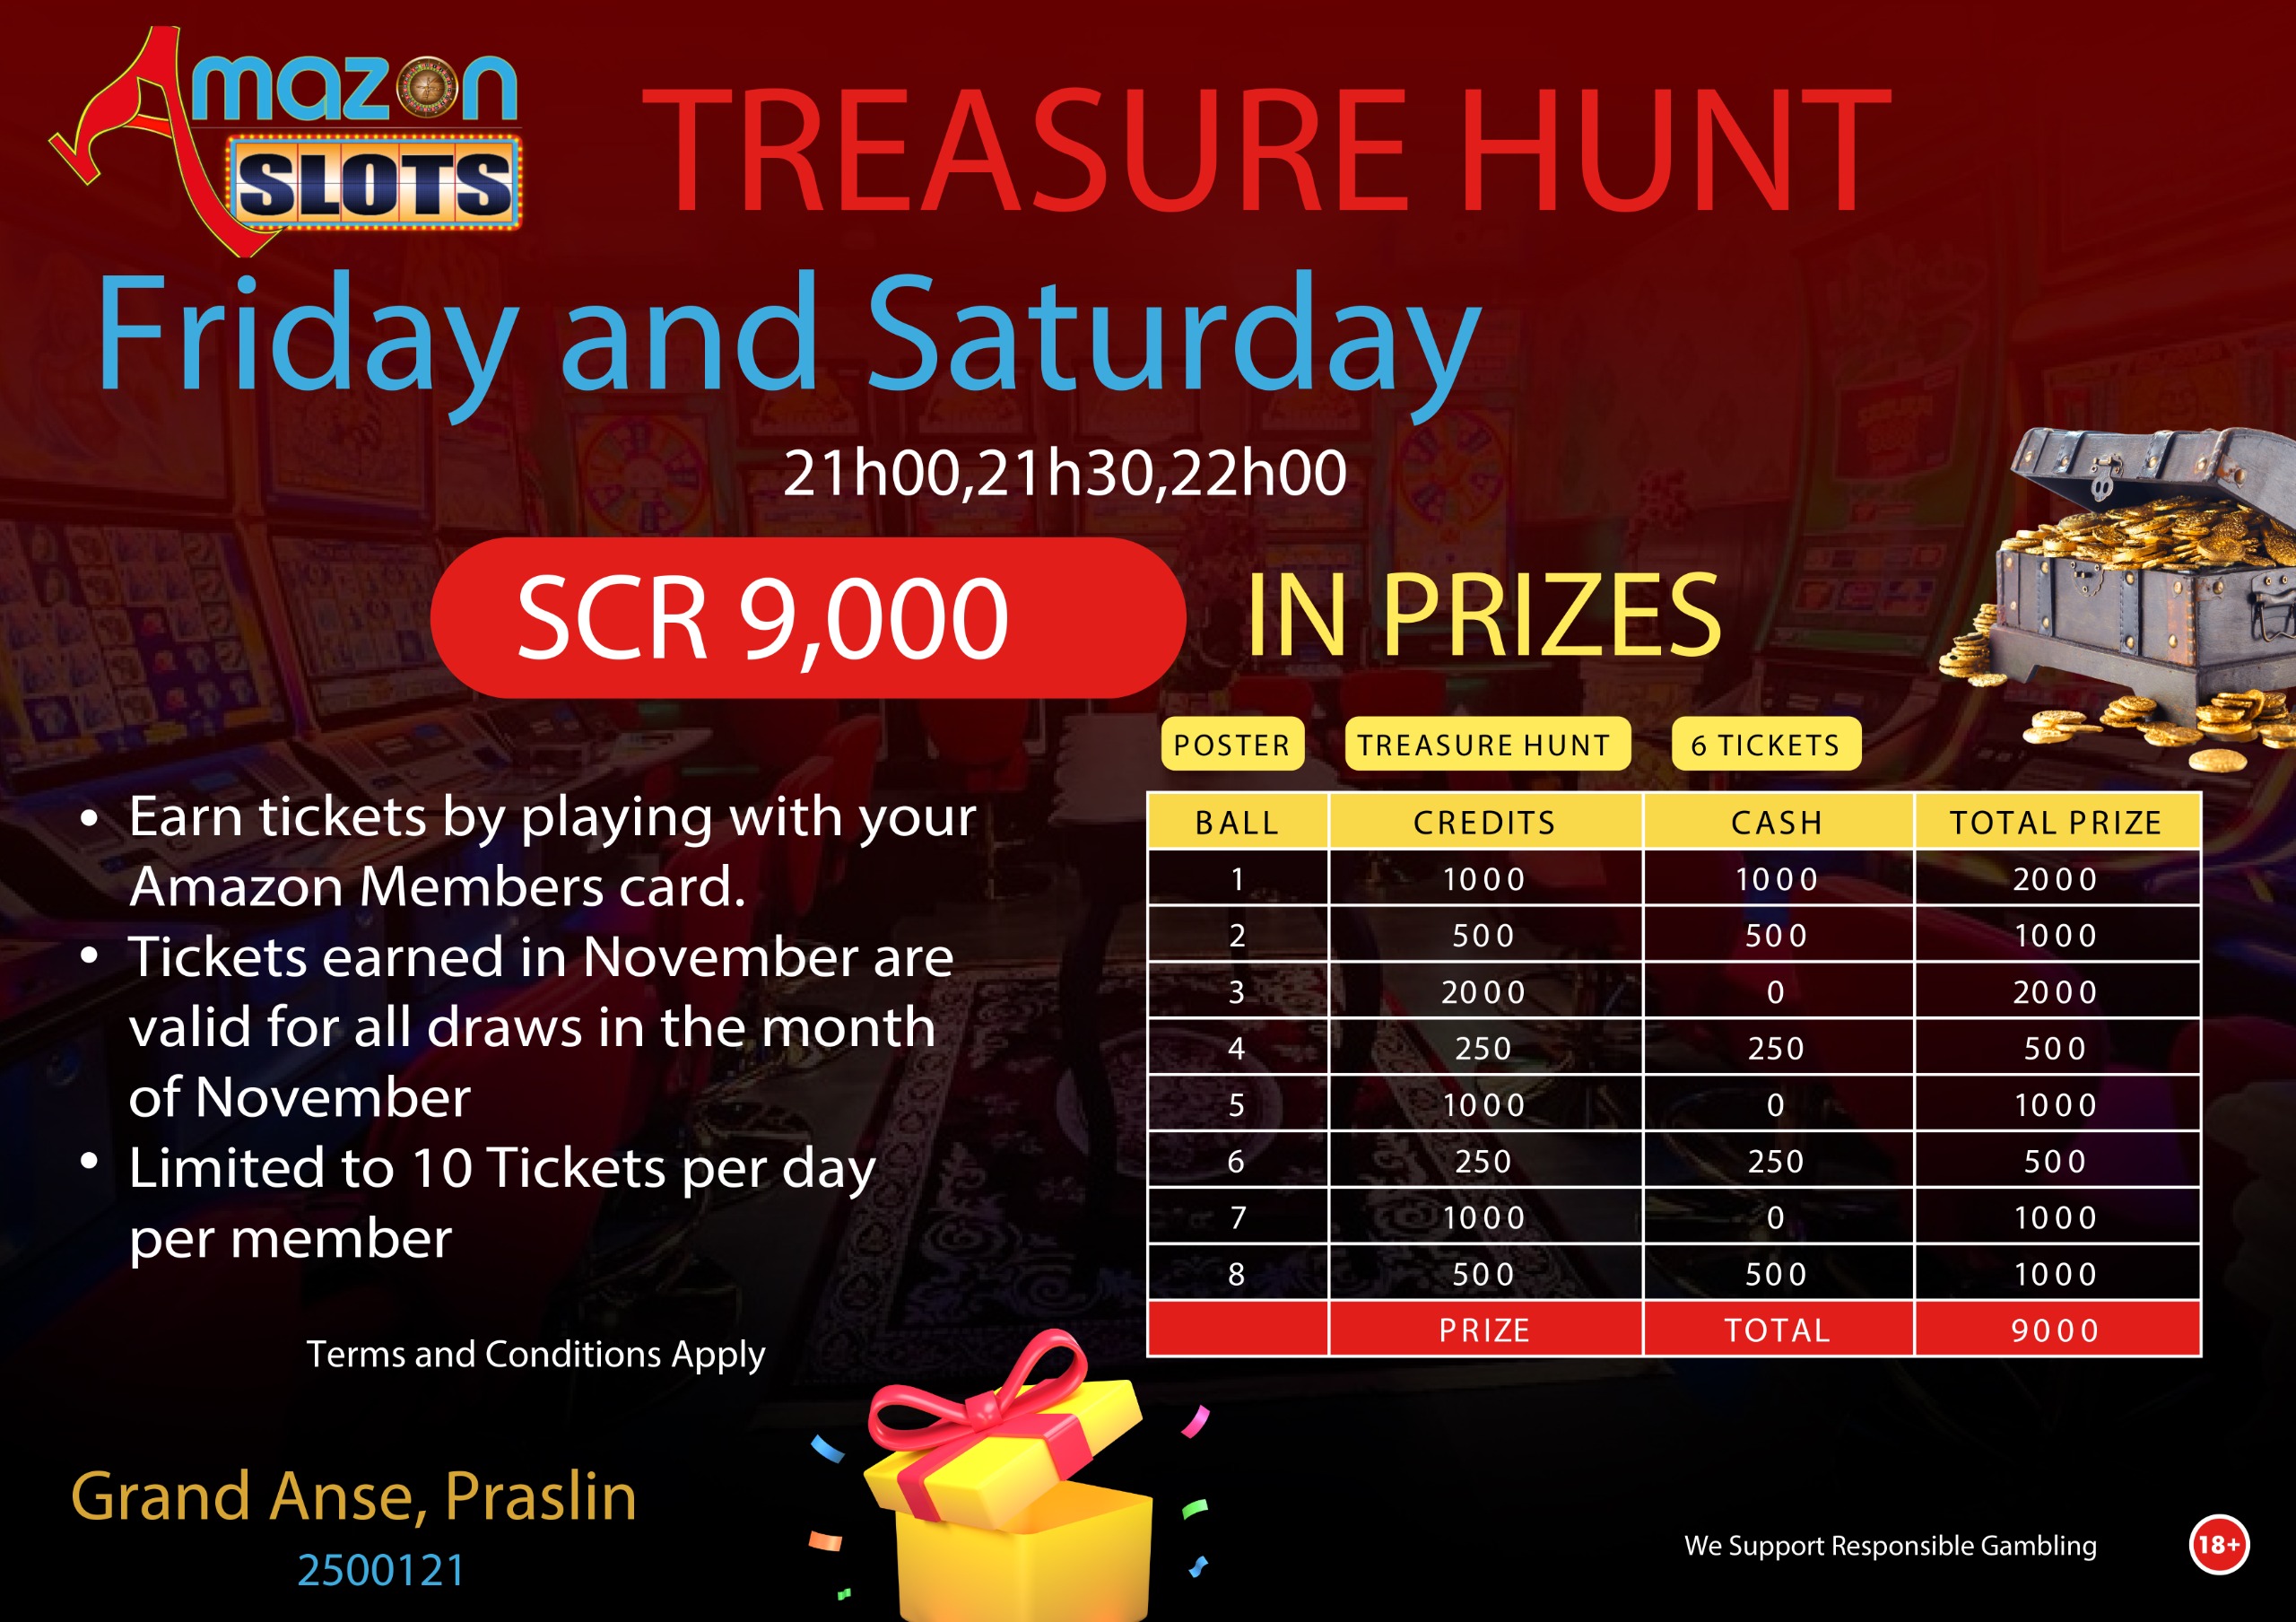 Amazon
SLOTS
TREASURE HUNT
Friday and Saturday
21h00,21h30,22h00
SCR 9,000 IN PRIZES
POSTER TREASURE HUNT 6 TICKETS
• Earn tickets by playing with your
Amazon Members card.
• Tickets earned in November are
valid for all draws in the month
of November
• Limited to 10 Tickets per day
per member
Terms and Conditions Apply
BALL CREDITS CASH TOTAL PRIZE
1 1000 1000 2000
2 500 500 1000
3 2000 0 2000
4 250 250 500
5 1000 0 1000
6 250 250 500
7 1000 0 1000
8 500 500 1000
PRIZE TOTAL 9000
Grand Anse, Praslin
2500121
We Support Responsible Gambling 18+